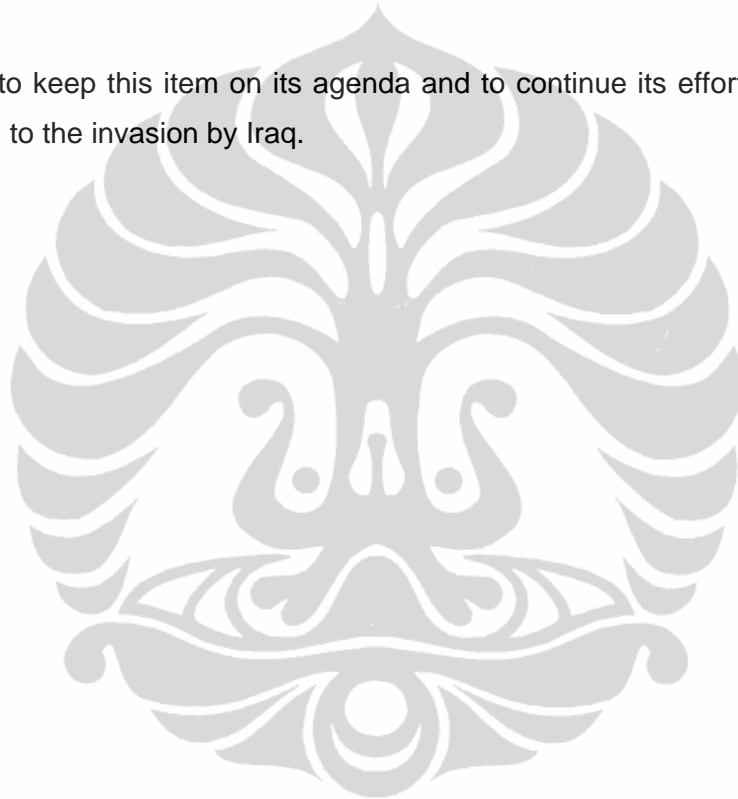 to keep this item on its agenda and to continue its effor
to the invasion by Iraq.